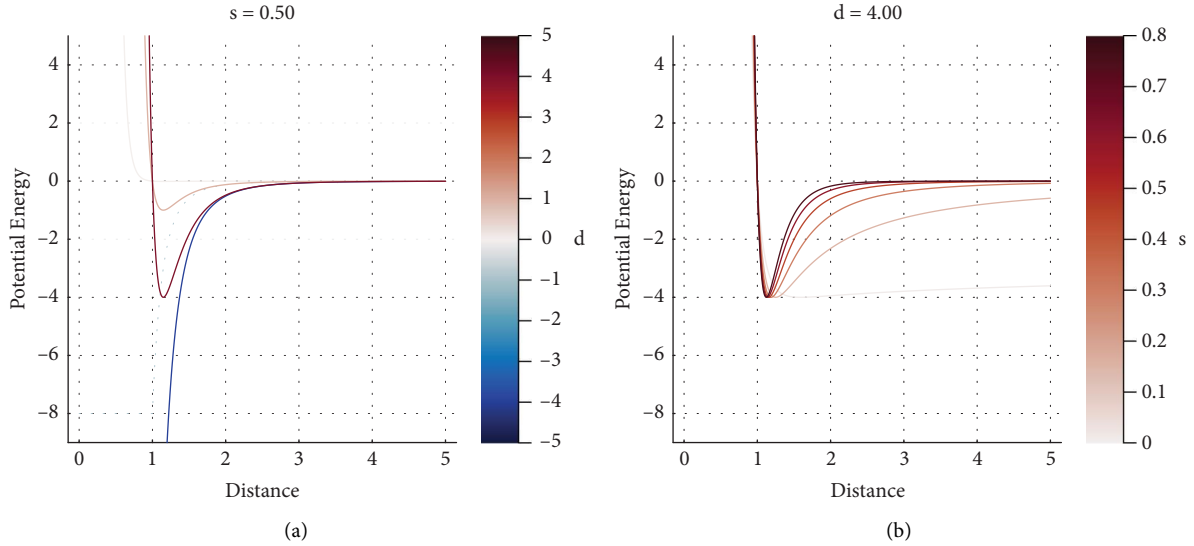 s = 0.50
d = 4.00
4
2
0
−2
−4
−6
−8
Potential Energy
0 1 2 3 4 5
Distance
5
4
3
2
1
0
−1
−2
−3
−4
−5
d
(a)
4
2
0
−2
−4
−6
−8
Potential Energy
0 1 2 3 4 5
Distance
0.8
0.7
0.6
0.5
0.4
0.3
0.2
0.1
0
s
(b)